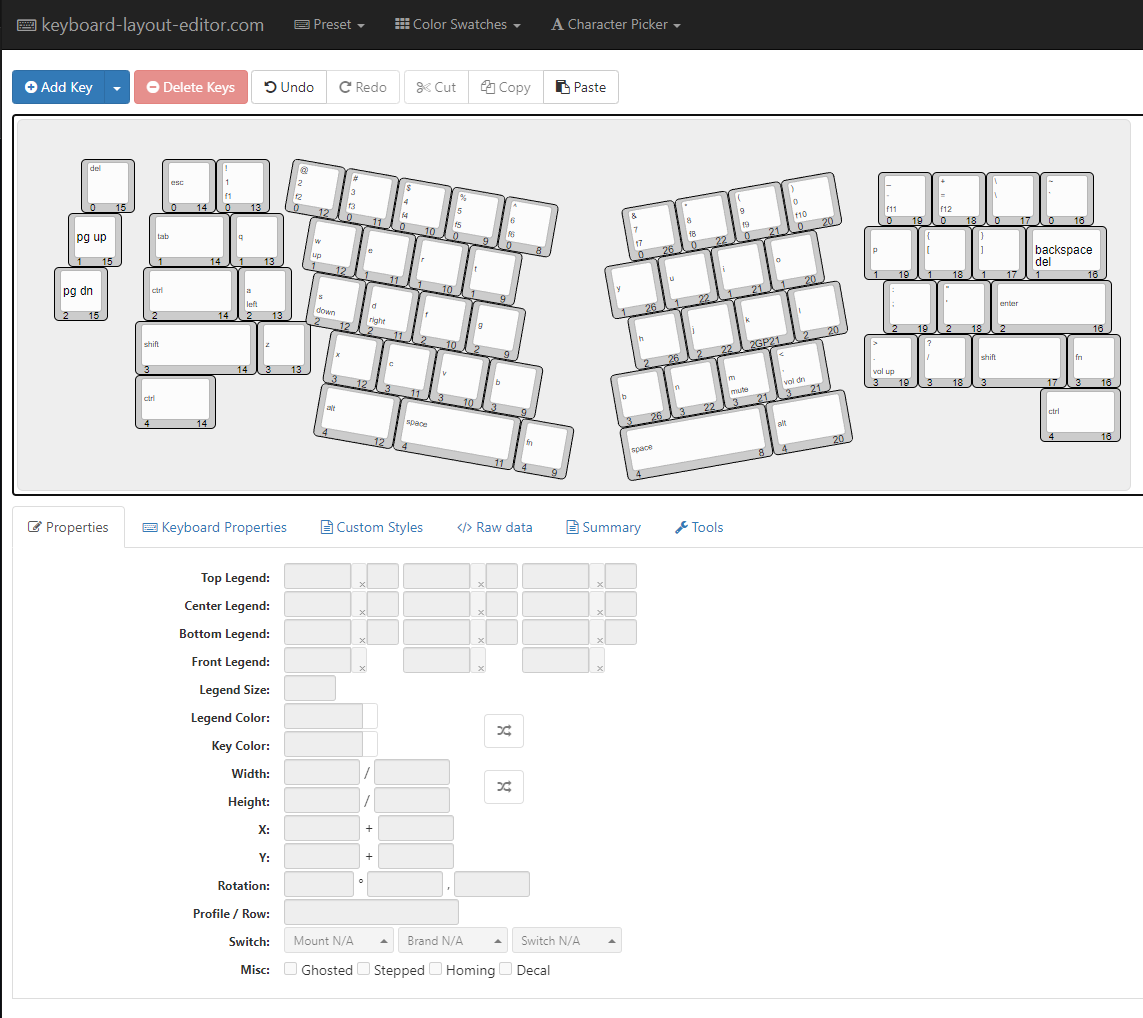 keyboard-layout-editor.com Preset Color Swatches A Character Picker
Add Key Delete Keys Undo Redo Cut Copy Paste
del
0 15
esc
0 14
!
1
f1
0 13
@
2
f2
0 12
#
3
f3
0 11
$
4
f4
0 10
%
5
f5
0 9
^
6
f6
0 8
&
7
f7
0 26
*
8
f8
0 22
(
9
f9
0 21
)
0
f10
0 20
_
-
f11
0 19
+
=
f12
0 18
\
0 17
~
0 16
pg up
1 15
tab
1 14
q
1 13
w
up
1 12
e
1 11
r
1 10
t
1 9
y
1 26
u
1 22
i
1 21
o
1 20
p
1 19
{
[
1 18
}
]
1 17
backspace
del
1 16
pg dn
2 15
ctrl
2 14
a
left
2 13
s
down
2 12
d
right
2 11
f
2 10
g
2 9
h
2 26
j
2 22
k
2GP21
l
2 20
:
;
2 19
"
'
2 18
enter
2 16
shift
3 14
z
3 13
x
3 12
c
3 11
v
3 10
b
3 9
b
3 26
n
3 22
m
mute
3 21
<
,
vol dn
3 21
>
.
vol up
3 19
?
/
3 18
shift
3 17
fn
3 16
ctrl
4 14
alt
4 12
space
4 11
fn
4 9
space
4 8
alt
4 20
ctrl
4 16
Properties Keyboard Properties Custom Styles </> Raw data Summary Tools
Top Legend: x x x
Center Legend: x x x
Bottom Legend: x x x
Front Legend: x x x
Legend Size:
Legend Color:
Key Color:
Width: /
Height: /
X: +
Y: +
Rotation: ° ,
Profile / Row:
Switch: Mount N/A Brand N/A Switch N/A
Misc: Ghosted Stepped Homing Decal